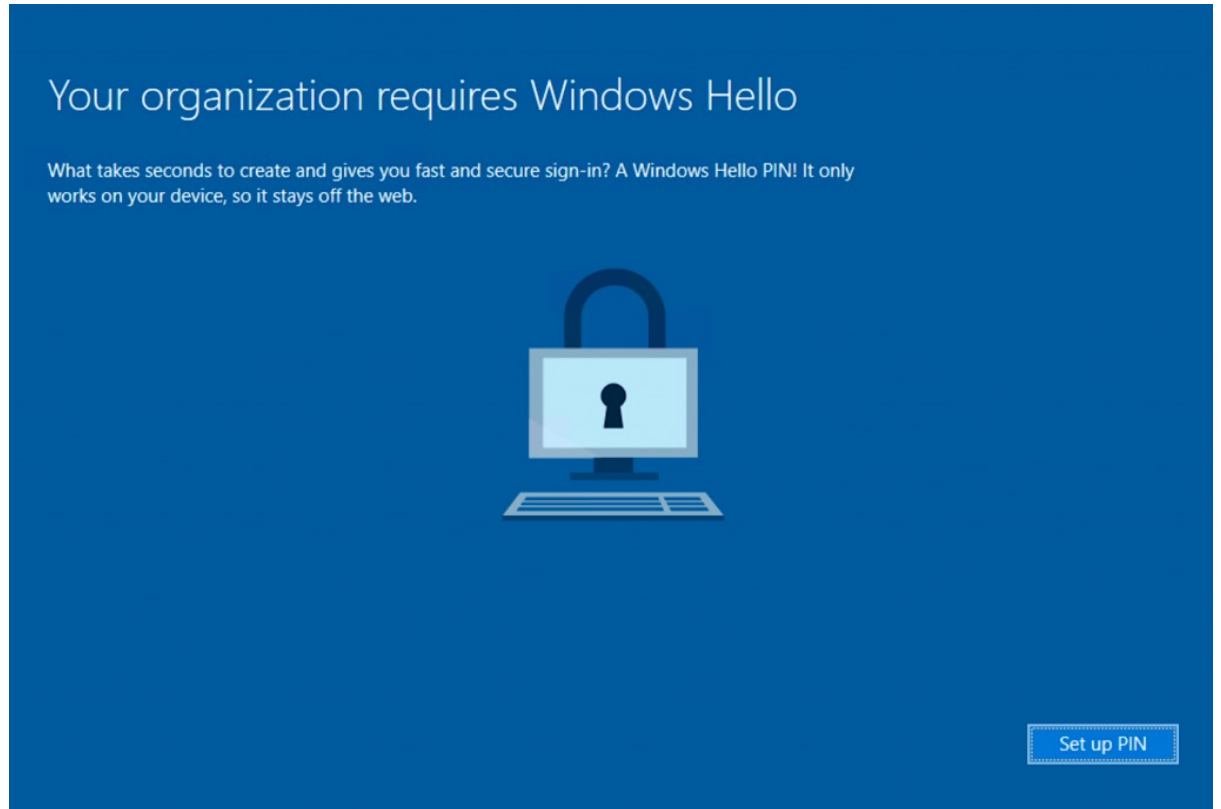 Your organization requires Windows Hello
What takes seconds to create and gives you fast and secure sign-in? A Windows Hello PIN! It only
works on your device, so it stays off the web.
Set up PIN